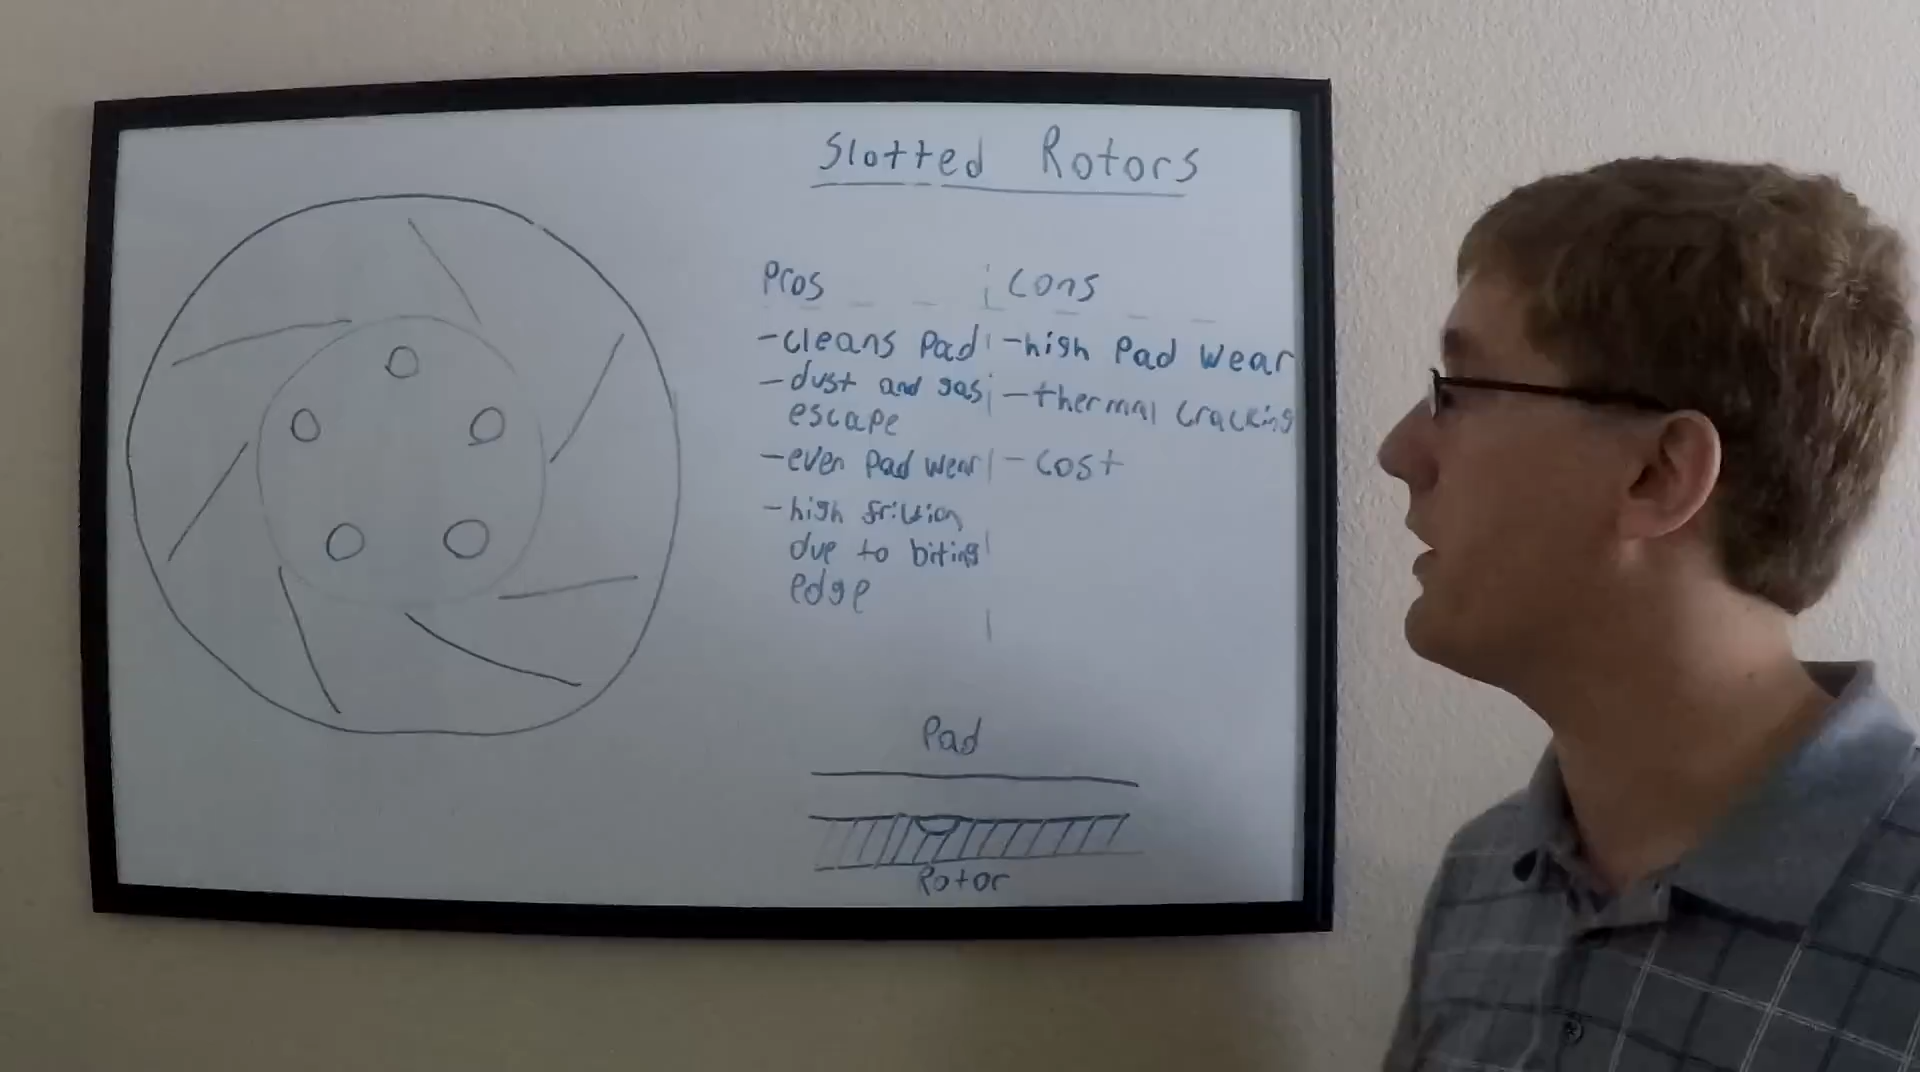 Slotted Rotors
Pros
-cleans pad
-dust and gas
escape
-even pad wear
-high friction
due to biting
edge
cons
-high pad wear
-thermal cracking
-cost
Pad
Rotor